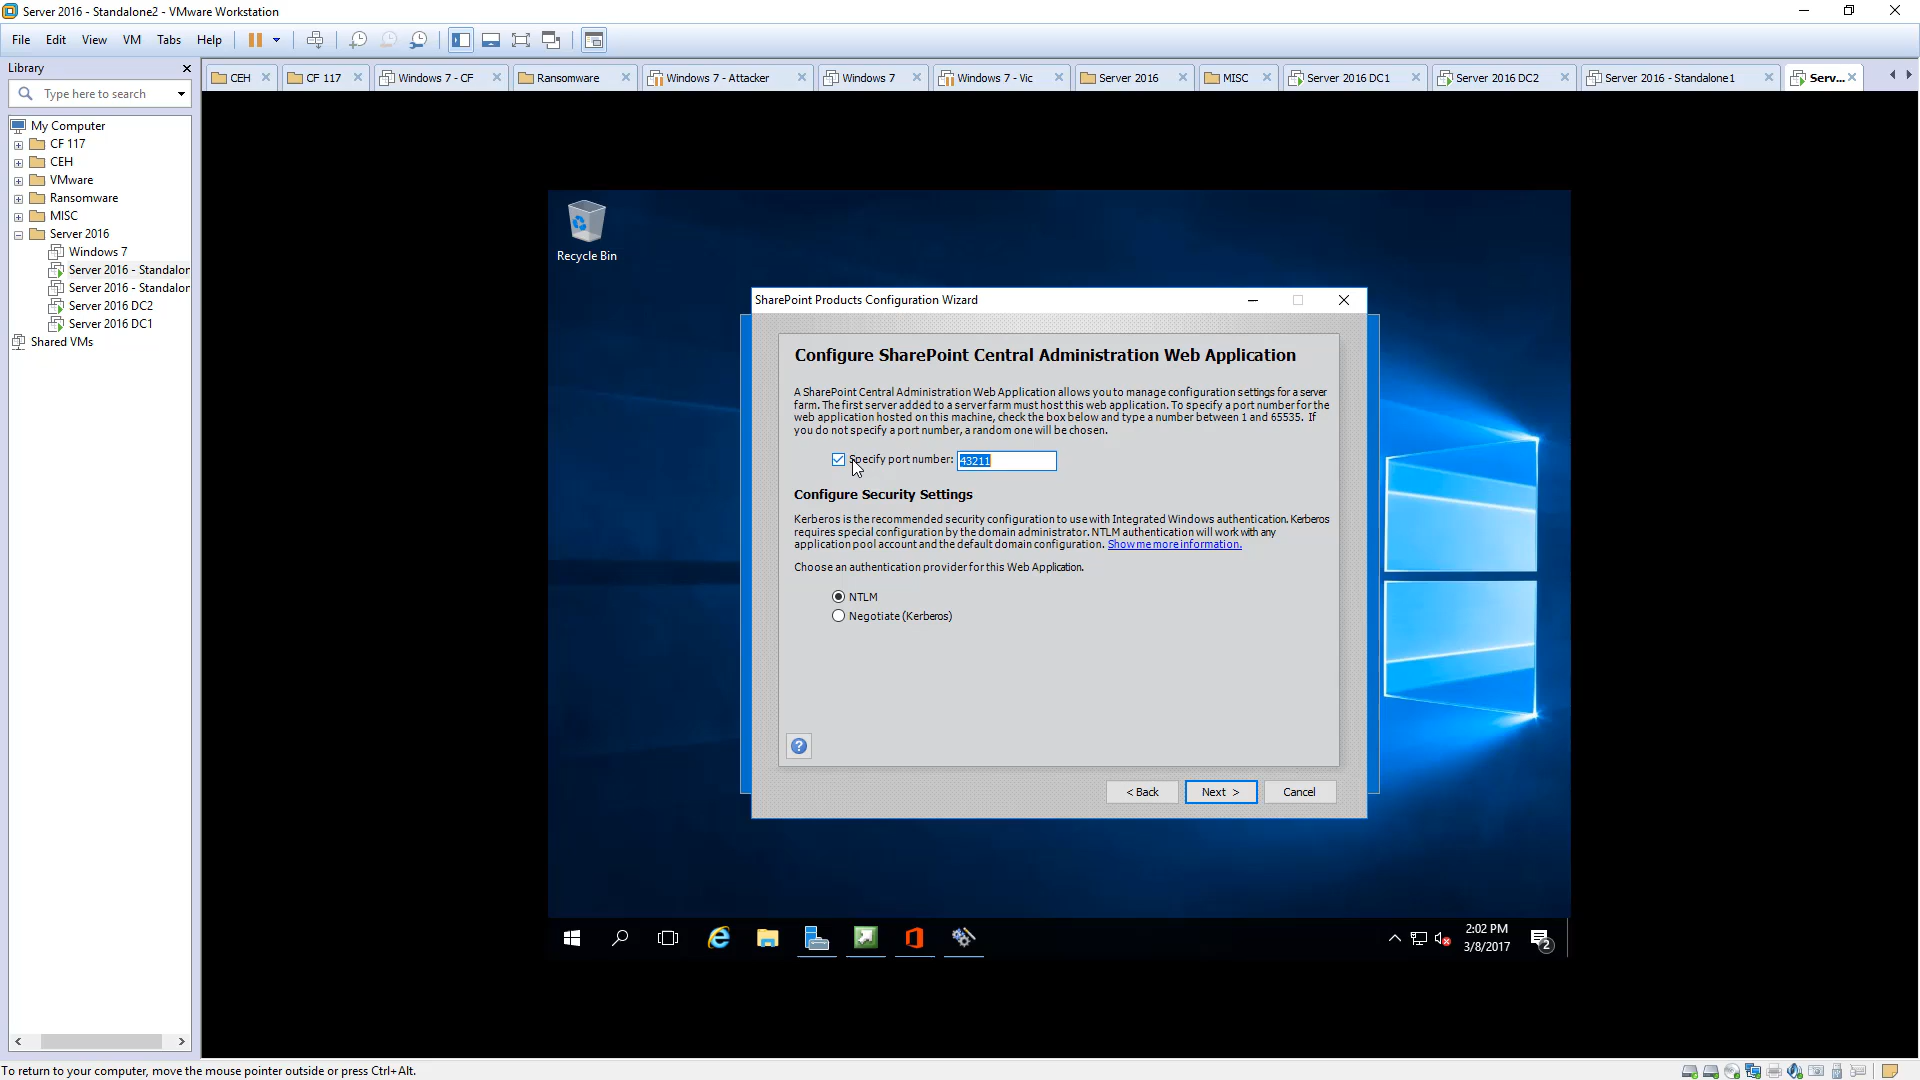 Server 2016 - Standalone2 - VMware Workstation
File Edit View VM Tabs Help
Library
Type here to search
CEH
CF 117
Windows 7 - CF
Ransomware
Windows 7 - Attacker
Windows 7
Windows 7 - Vic
Server 2016
MISC
Server 2016 DC1
Server 2016 DC2
Server 2016 - Standalone1
Serv...
My Computer
CF 117
CEH
VMware
Ransomware
MISC
Server 2016
Windows 7
Server 2016 - Standalor
Server 2016 - Standalor
Server 2016 DC2
Server 2016 DC1
Shared VMs
Recycle Bin
SharePoint Products Configuration Wizard
Configure SharePoint Central Administration Web Application
A SharePoint Central Administration Web Application allows you to manage configuration settings for a server
farm. The first server added to a server farm must host this web application. To specify a port number for the
web application hosted on this machine, check the box below and type a number between 1 and 65535. If
you do not specify a port number, a random one will be chosen.
Specify port number: 43211
Configure Security Settings
Kerberos is the recommended security configuration to use with Integrated Windows authentication. Kerberos
requires special configuration by the domain administrator. NTLM authentication will work with any
application pool account and the default domain configuration. Show me more information.
Choose an authentication provider for this Web Application.
NTLM
Negotiate (Kerberos)
?
< Back
Next >
Cancel
2:02 PM
3/8/2017
2
To return to your computer, move the mouse pointer outside or press Ctrl+Alt.